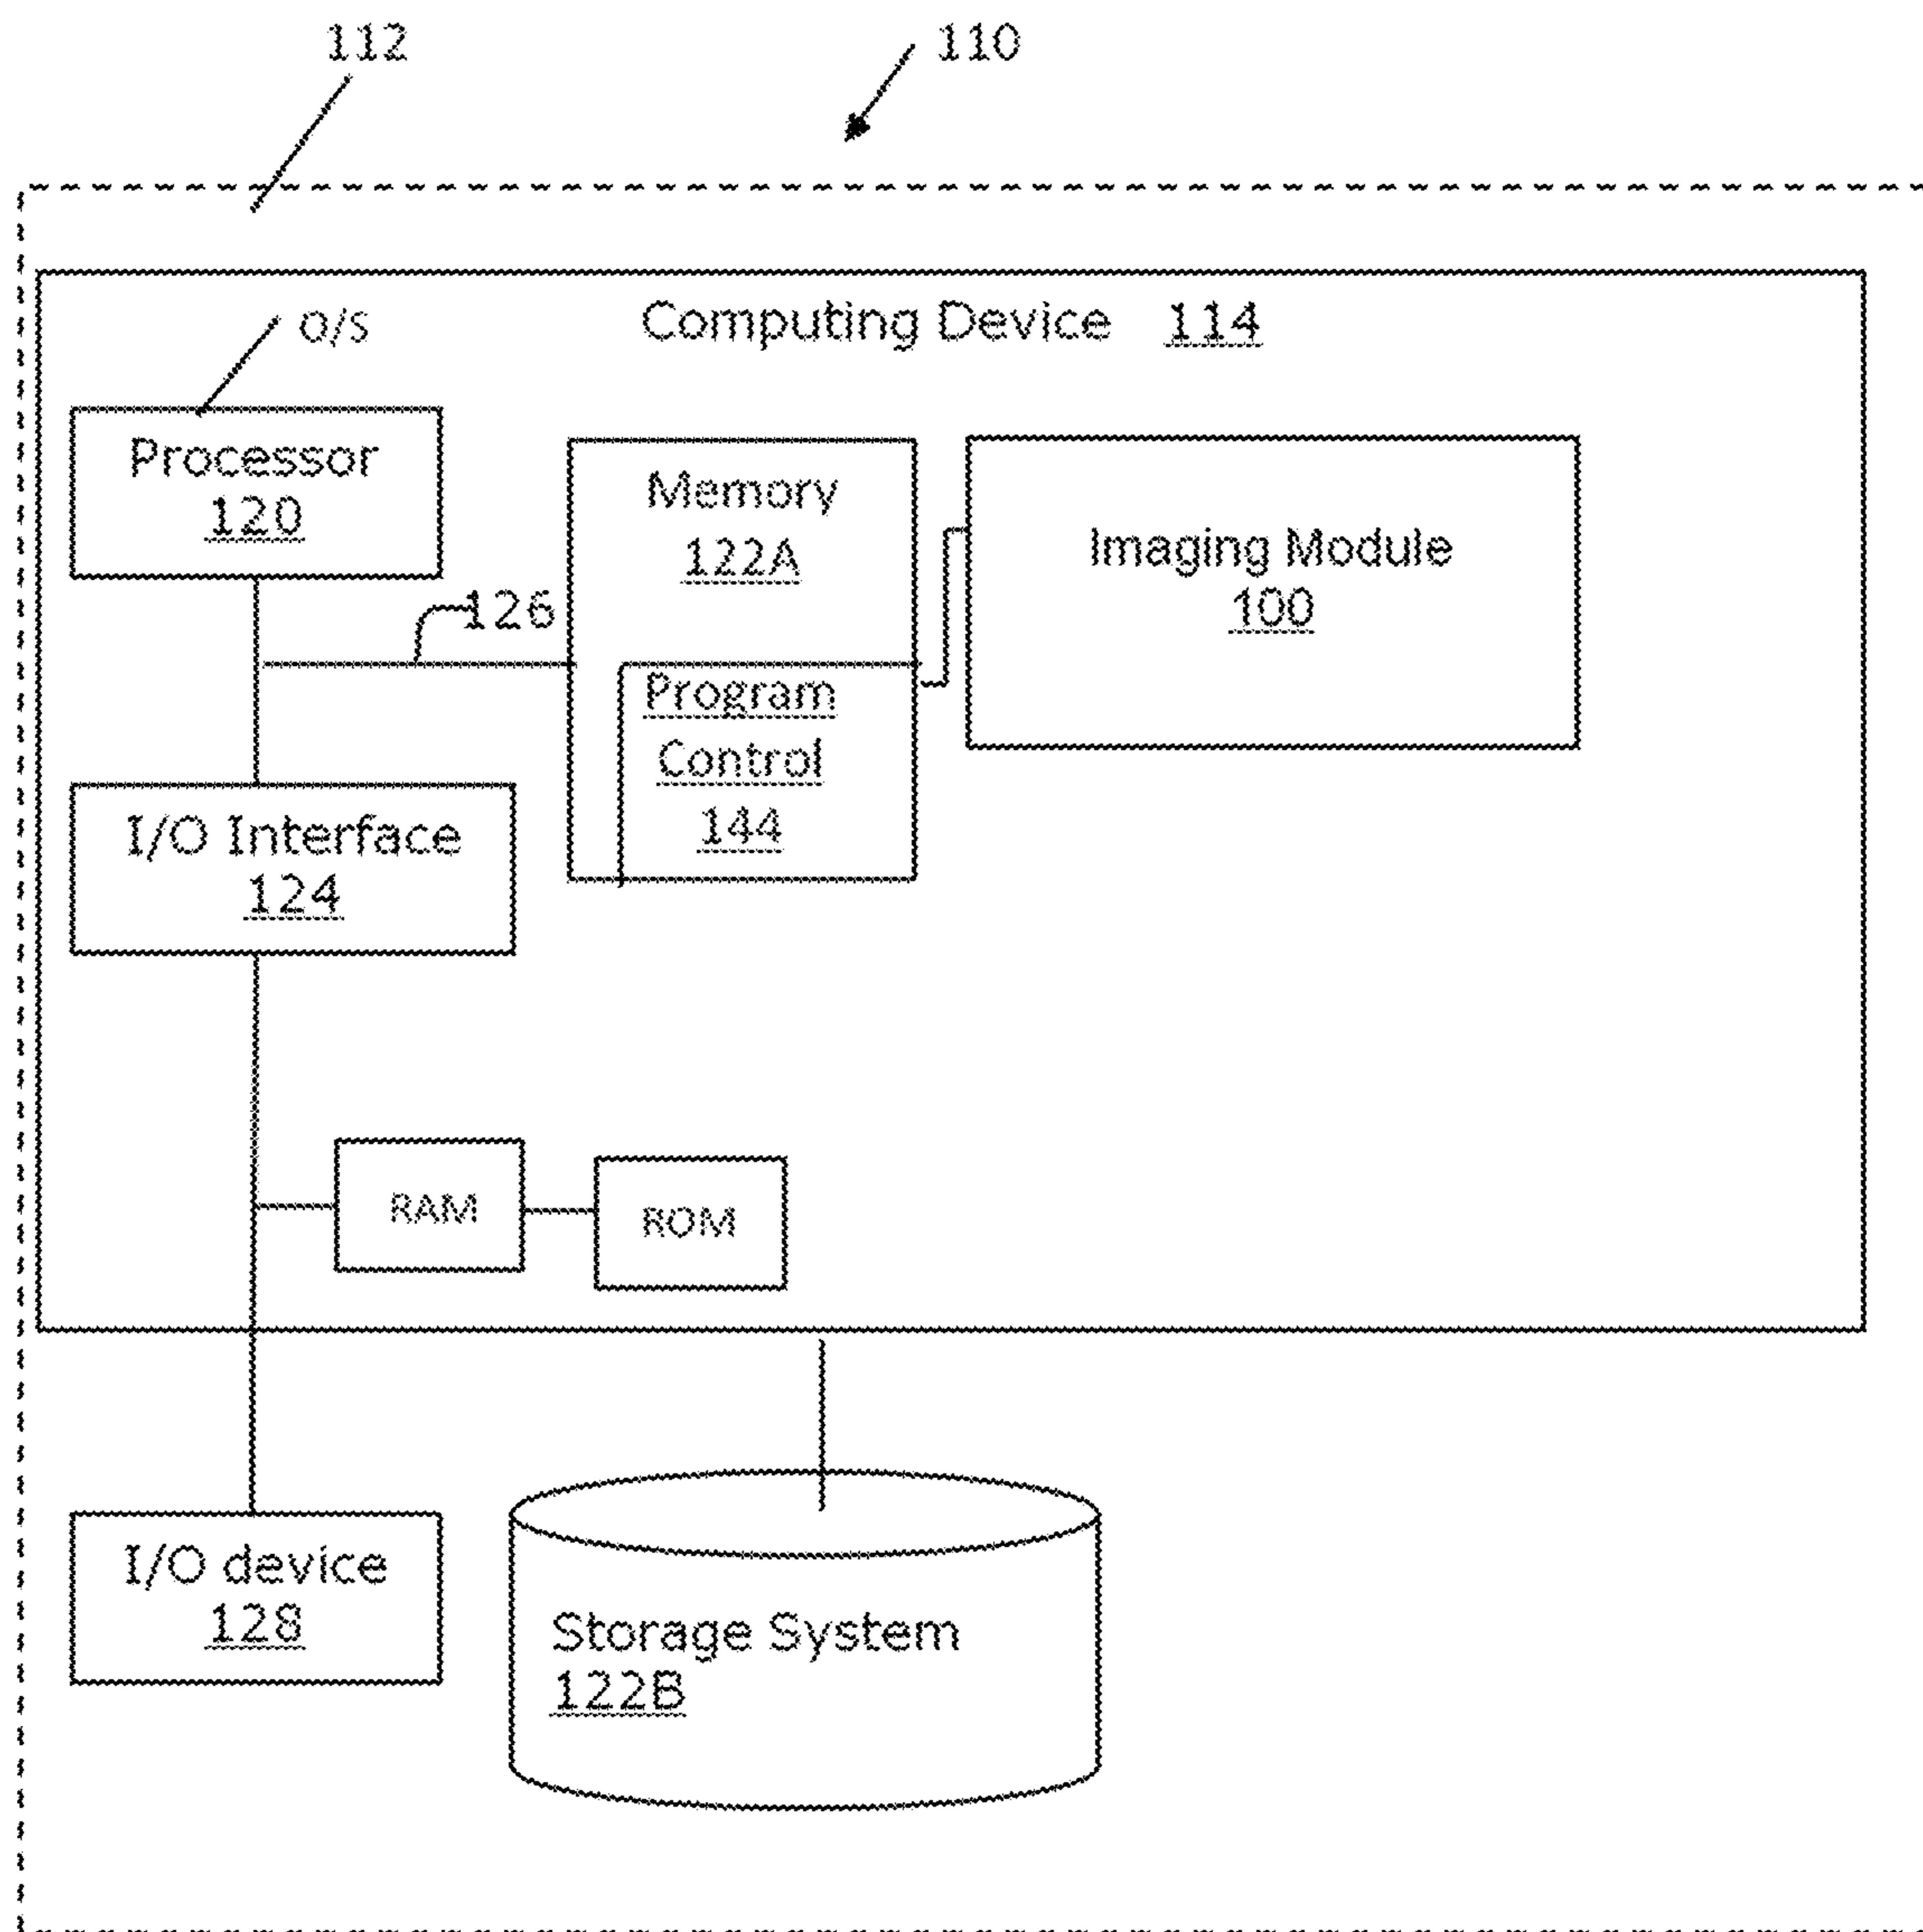 112
110
O/S
Computing Device 114
Processor
120
Memory
122A
Imaging Module
100
126
Program
Control
144
I/O Interface
124
RAM
ROM
I/O device
128
Storage System
122B